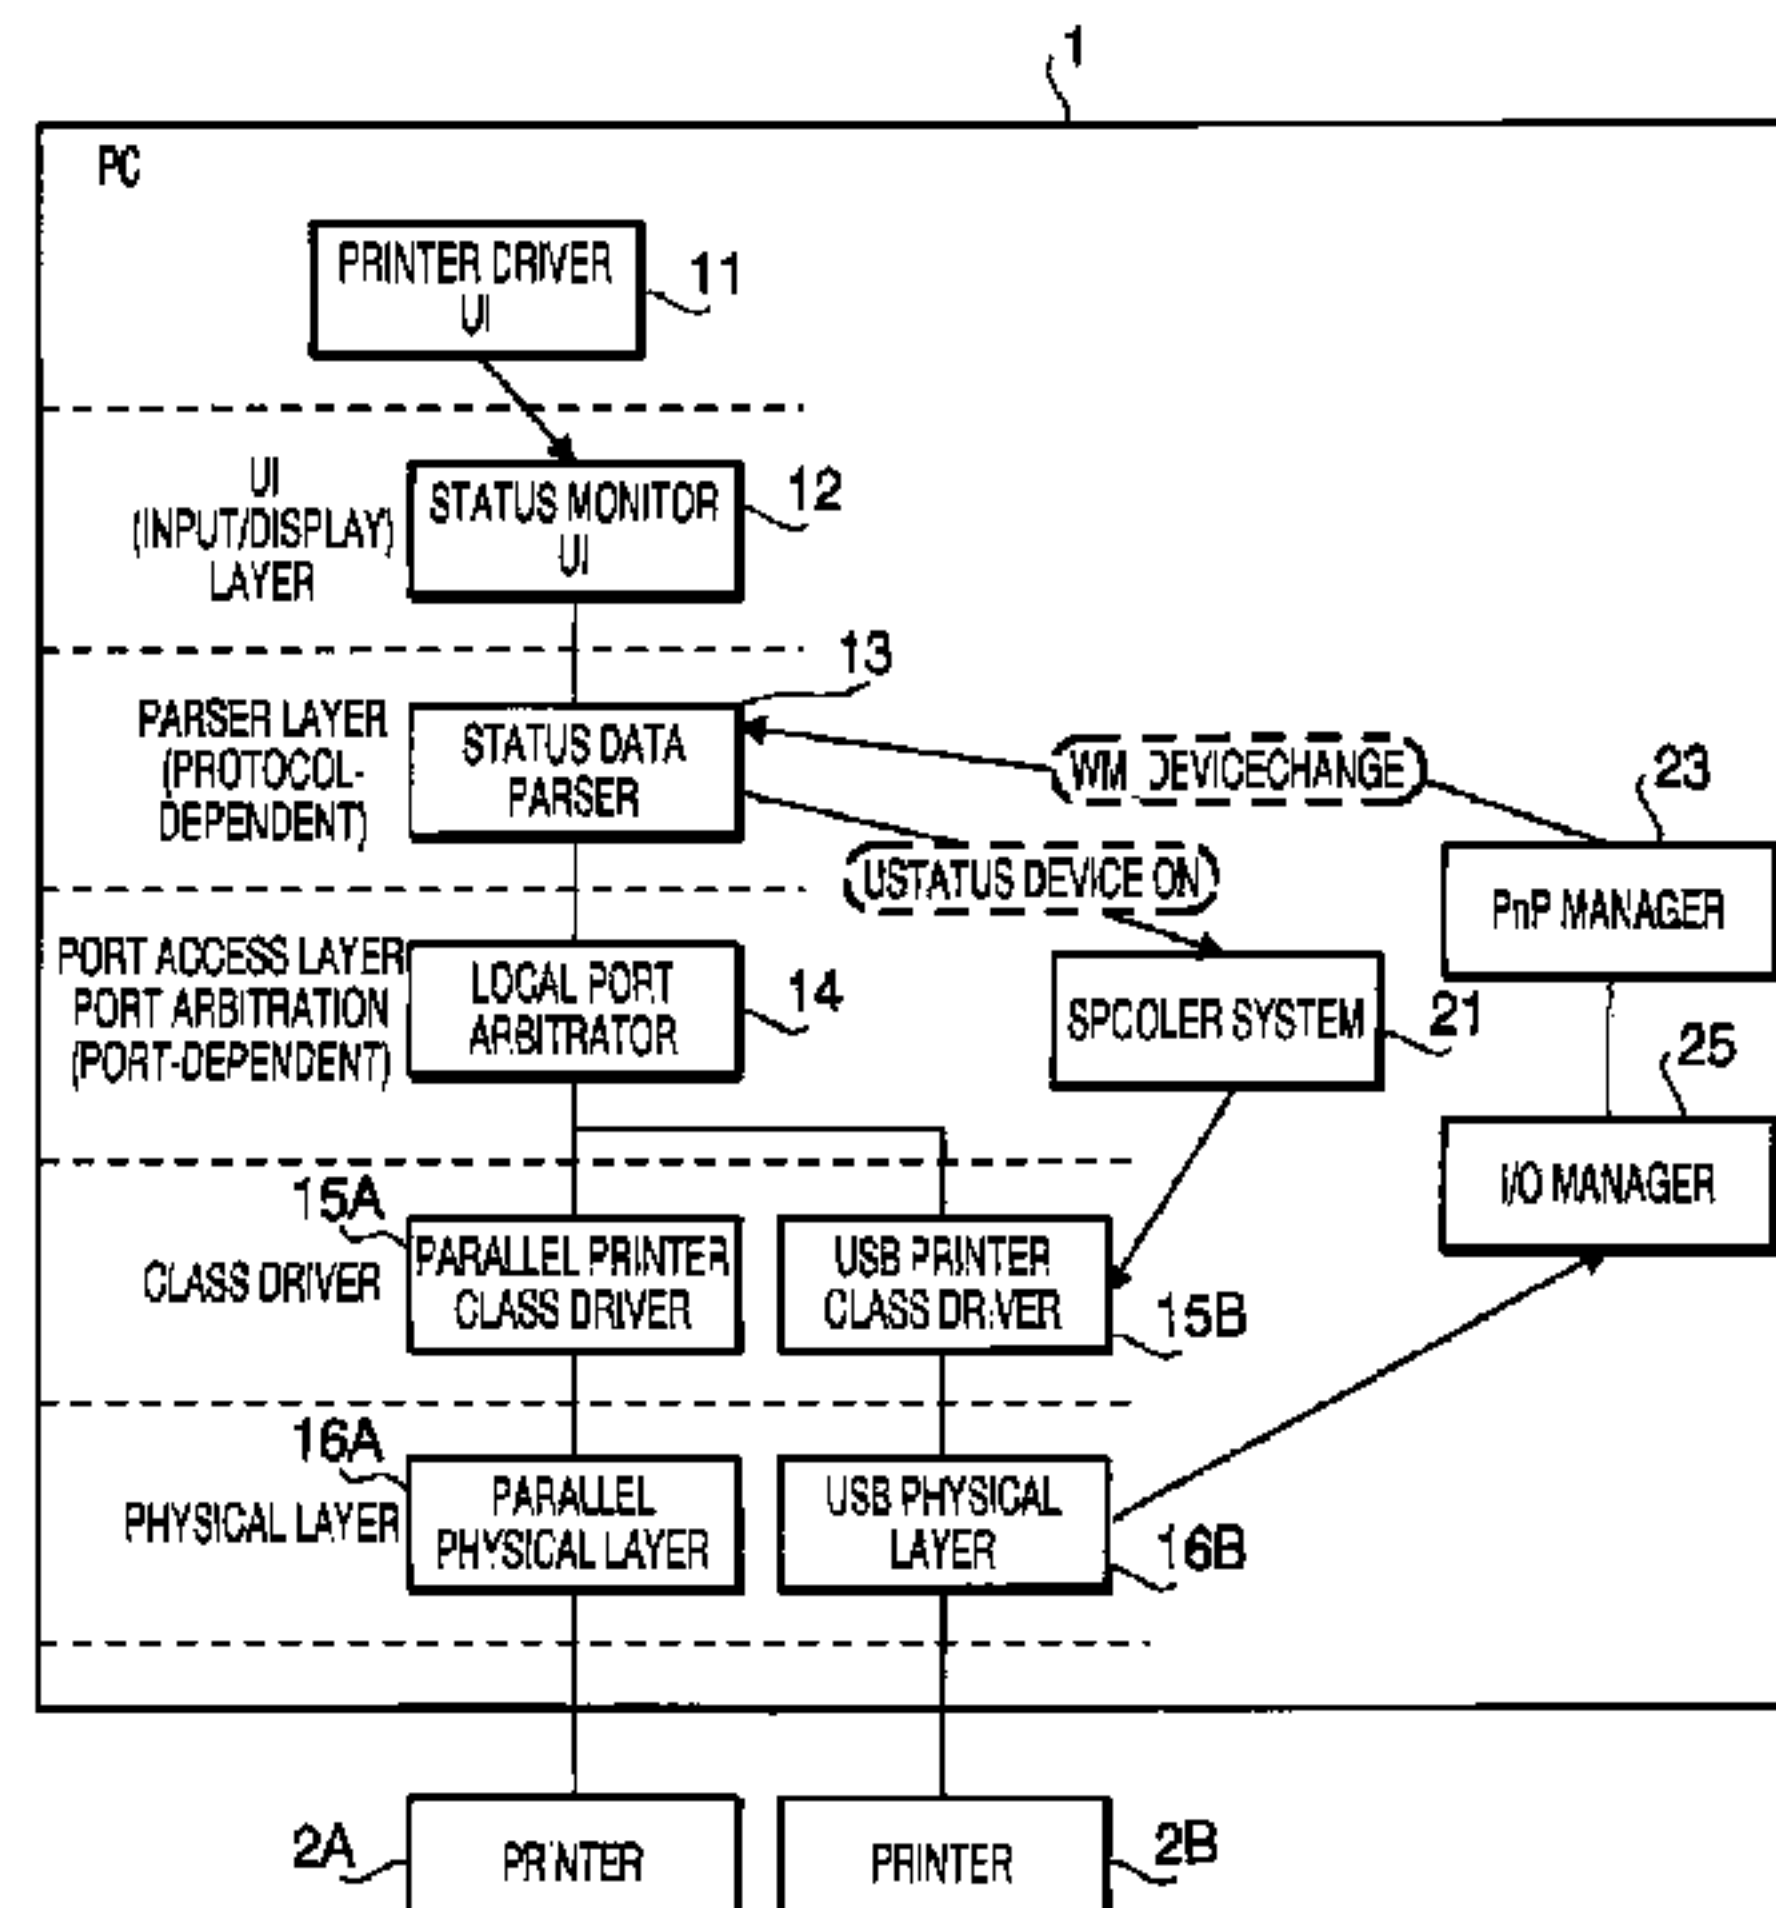 1
PC
PRINTER DRIVER
UI
11
UI
(INPUT/DISPLAY)
LAYER
STATUS MONITOR
UI
12
13
PARSER LAYER
(PROTOCOL-
DEPENDENT)
STATUS DATA
PARSER
WM_DEVICECHANGE
23
USTATUS DEVICE ON
PnP MANAGER
PORT ACCESS LAYER
PORT ARBITRATION
(PORT-DEPENDENT)
LOCAL PORT
ARBITRATOR
14
SPOOLER SYSTEM
21
25
I/O MANAGER
15A
CLASS DRIVER
PARALLEL PRINTER
CLASS DRIVER
USB PRINTER
CLASS DRIVER
15B
16A
PHYSICAL LAYER
PARALLEL
PHYSICAL LAYER
USB PHYSICAL
LAYER
16B
2A
PRINTER
PRINTER
2B